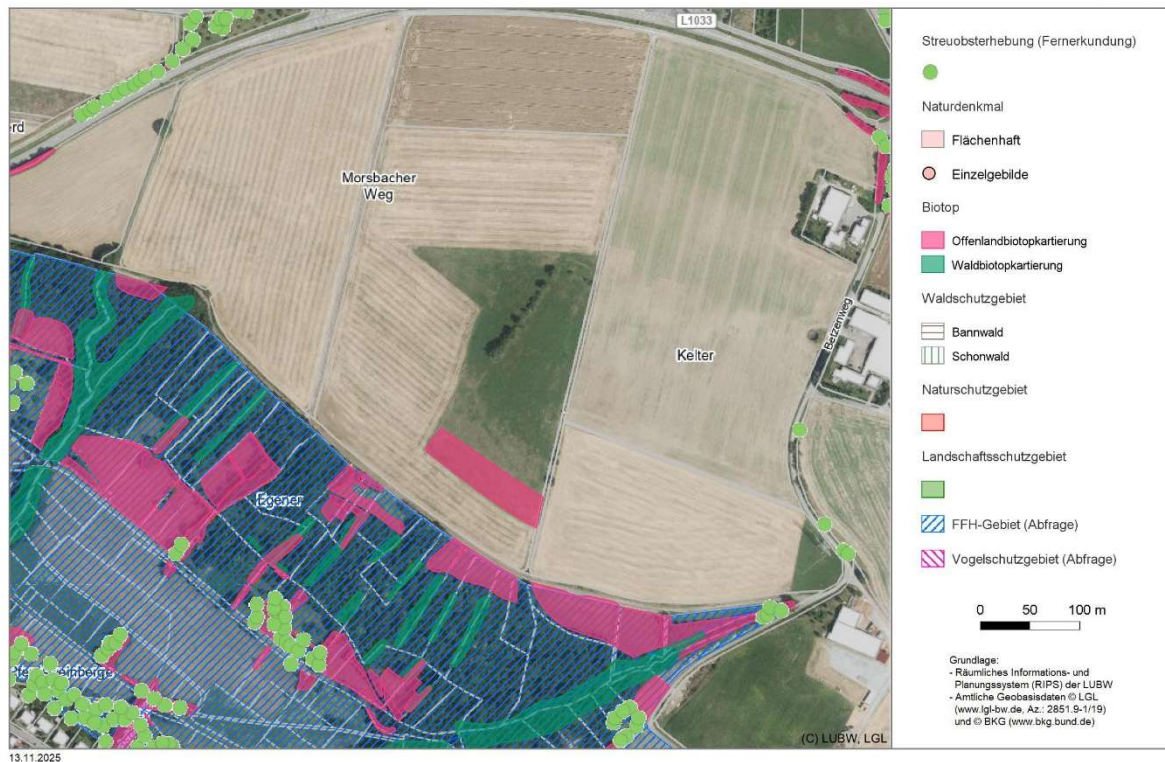 L1033
erd
Morsbacher
Weg
Kelter
Betzenweg
Egener
(C) LUBW, LGL
13.11.2025
Streuobsterhebung (Fernerkundung)
Naturdenkmal
Flächenhaft
Einzelgebilde
Biotop
Offenlandbiotopkartierung
Waldbiotopkartierung
Waldschutzgebiet
Bannwald
Schonwald
Naturschutzgebiet
Landschaftsschutzgebiet
FFH-Gebiet (Abfrage)
Vogelschutzgebiet (Abfrage)
0 50 100 m
Grundlage:
- Räumliches Informations- und
Planungssystem (RIPS) der LUBW
- Amtliche Geobasisdaten © LGL
(www.lgl-bw.de, Az.: 2851.9-1/19)
und © BKG (www.bkg.bund.de)